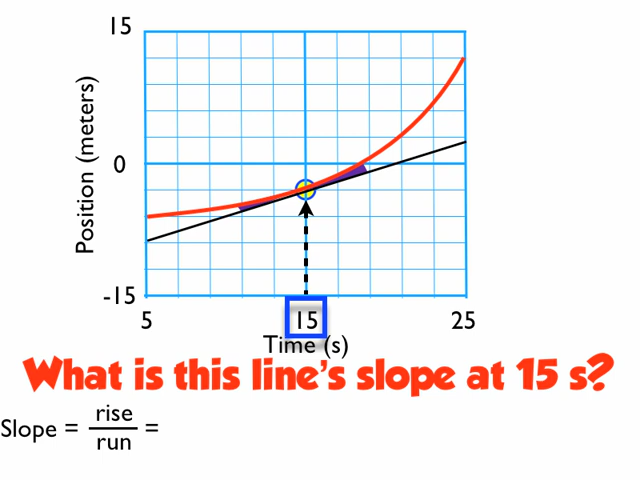 15
Position (meters)
0
-15
5
15
25
Time (s)
What is this line's slope at 15 s?
Slope = rise/run =